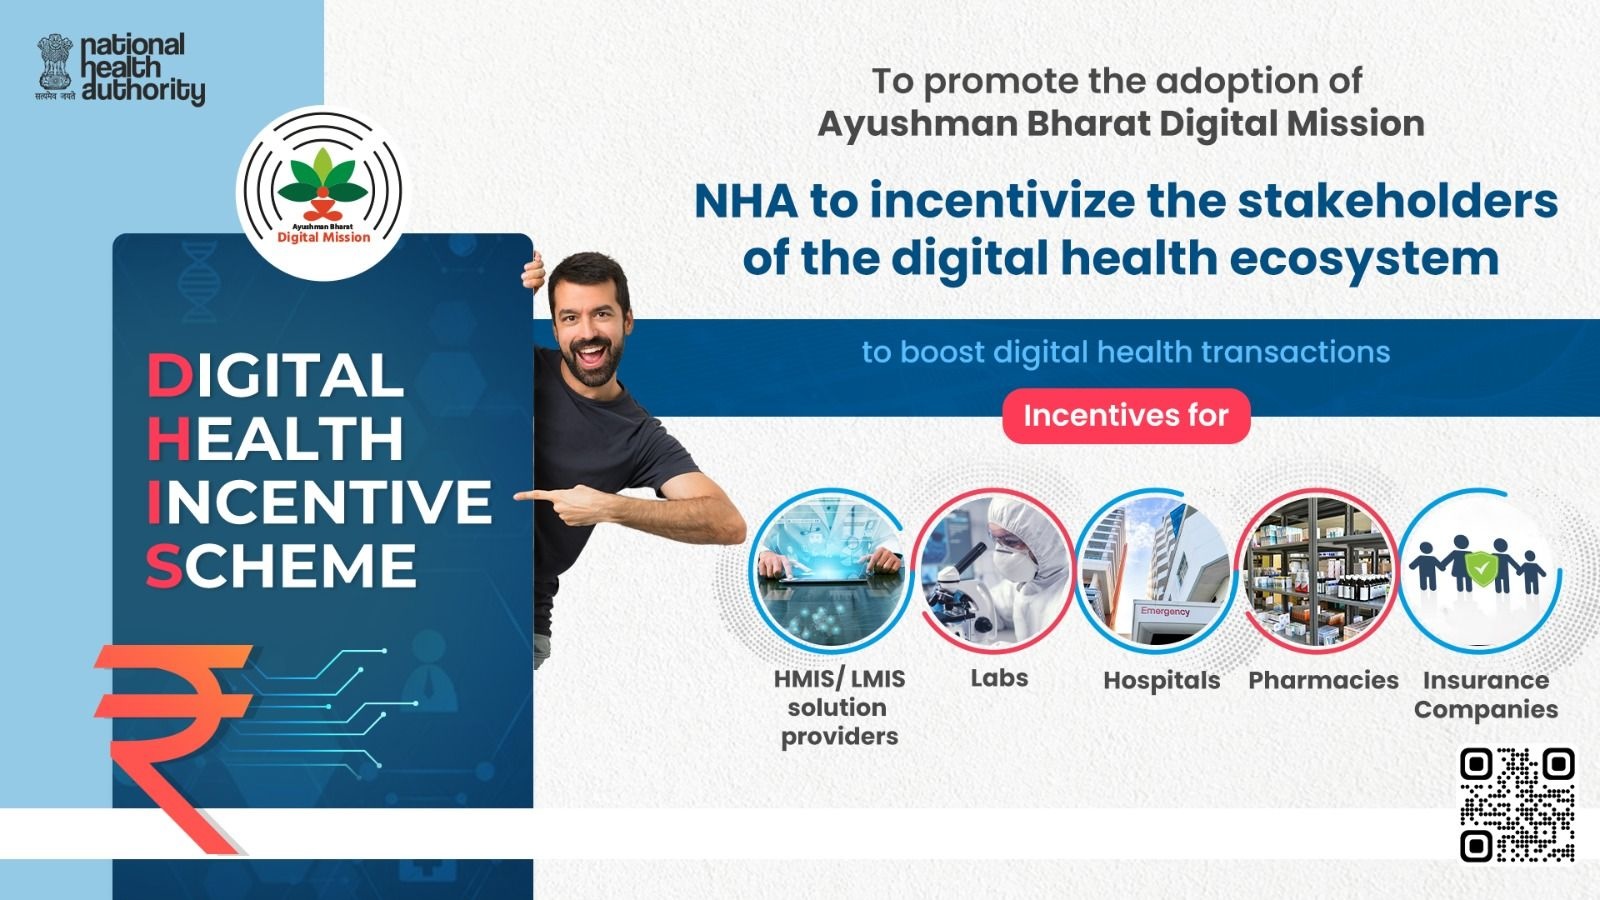 national
health
authority
सत्यमेव जयते
Ayushman Bharat
Digital Mission
DIGITAL
HEALTH
INCENTIVE
SCHEME
₹
To promote the adoption of
Ayushman Bharat Digital Mission
NHA to incentivize the stakeholders
of the digital health ecosystem
to boost digital health transactions
Incentives for
Emergency
HMIS/ LMIS
solution
providers
Labs
Hospitals
Pharmacies
Insurance
Companies